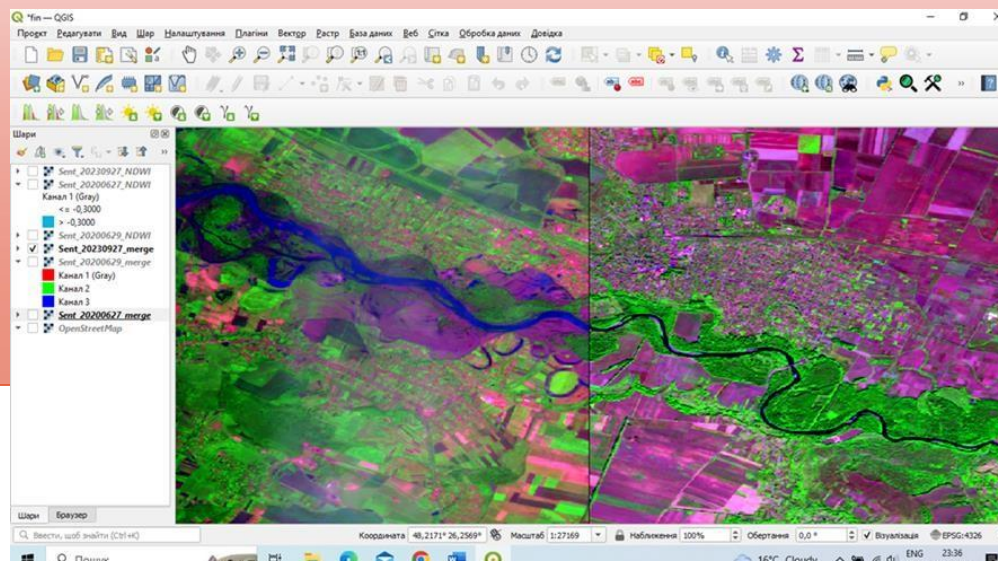 *fin — QGIS
Проєкт Редагувати Вид Шар Налаштування Плагіни Вектор Растр База даних Веб Сітка Обробка даних Довідка
Шари
Sent_20230927_NDWI
Sent_20200627_NDWI
Канал 1 (Gray)
<= -0,3000
> -0,3000
Sent_20200629_NDWI
Sent_20230927_merge
Sent_20200629_merge
Канал 1 (Gray)
Канал 2
Канал 3
Sent_20200627_merge
OpenStreetMap
Шари Браузер
Ввести, щоб знайти (Ctrl+K) Координата 48,2171° 26,2569° Масштаб 1:27169 Наближення 100% Обертання 0,0 ° Візуалізація EPSG:4326
Пошук 16°C Cloudy ENG 23:36